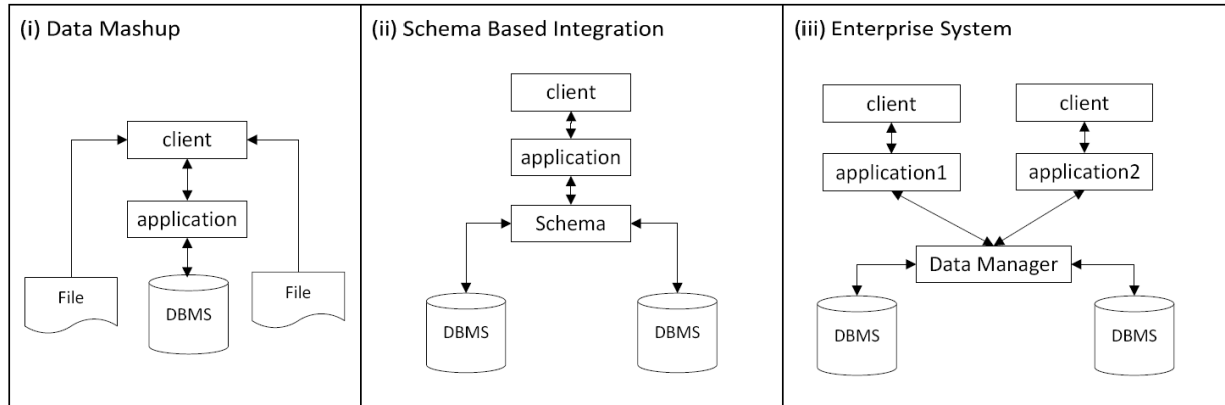 (i) Data Mashup
client
application
File
DBMS
File
(ii) Schema Based Integration
client
application
Schema
DBMS
DBMS
(iii) Enterprise System
client
client
application1
application2
Data Manager
DBMS
DBMS